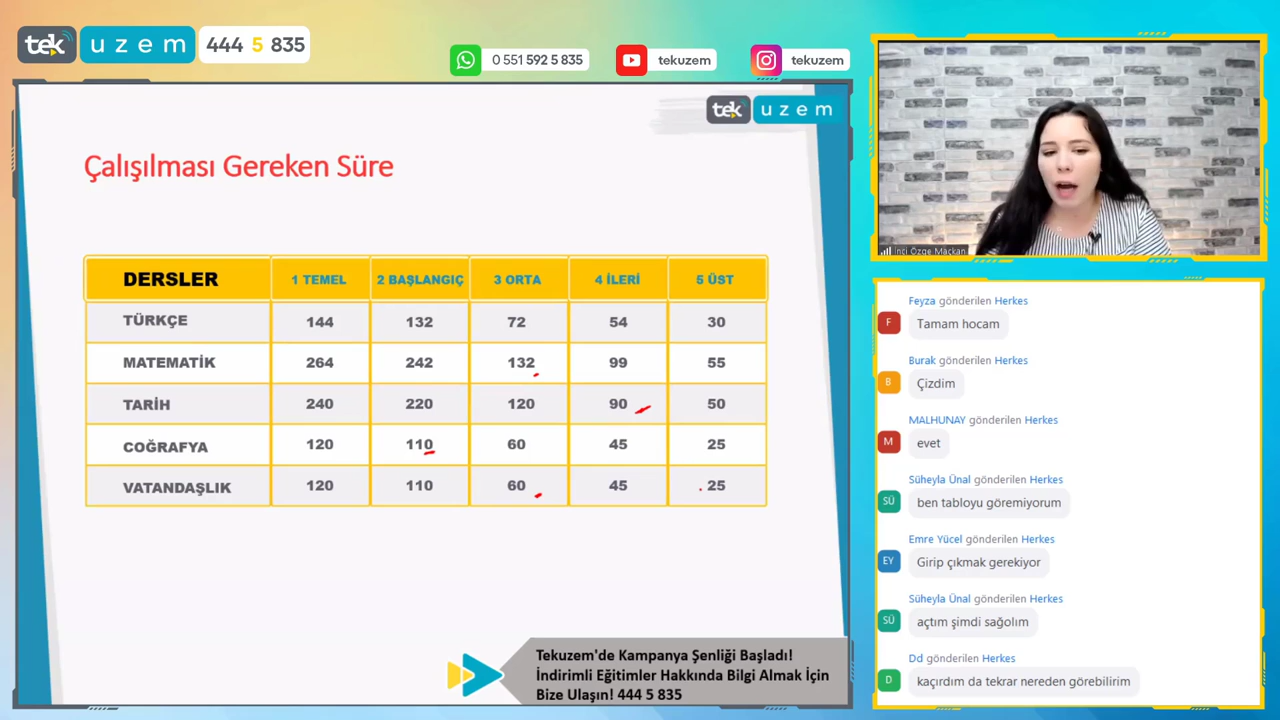 tek uzem 444 5 835
0 551 592 5 835
tekuzem
tekuzem
tek uzem
Çalışılması Gereken Süre
DERSLER 1 TEMEL 2 BAŞLANGIÇ 3 ORTA 4 İLERİ 5 ÜST
TÜRKÇE 144 132 72 54 30
MATEMATİK 264 242 132 99 55
TARİH 240 220 120 90 50
COĞRAFYA 120 110 60 45 25
VATANDAŞLIK 120 110 60 45 25
Tekuzem'de Kampanya Şenliği Başladı!
İndirimli Eğitimler Hakkında Bilgi Almak İçin
Bize Ulaşın! 444 5 835
İnci Özge Maçkan
Feyza gönderilen Herkes
F Tamam hocam
Burak gönderilen Herkes
B Çizdim
MALHUNAY gönderilen Herkes
M evet
Süheyla Ünal gönderilen Herkes
SÜ ben tabloyu göremiyorum
Emre Yücel gönderilen Herkes
EY Girip çıkmak gerekiyor
Süheyla Ünal gönderilen Herkes
SÜ açtım şimdi sağolım
Dd gönderilen Herkes
D kaçırdım da tekrar nereden görebilirim